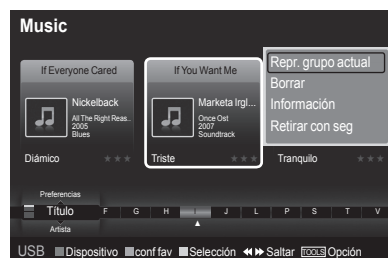 Music
If Everyone Cared
If You Want Me
Repr. grupo actual
Borrar
Información
Retirar con seg
Nickelback
All The Right Reas..
2005
Blues
Marketa Irgl...
Once Ost
2007
Soundtrack
Diámico ★★★
Triste ★★★
Tranquilo ★★★
Preferencias
Título F G H I J L P S T V
Artista
USB Dispositivo conf fav Selección Saltar TOOLS Opción